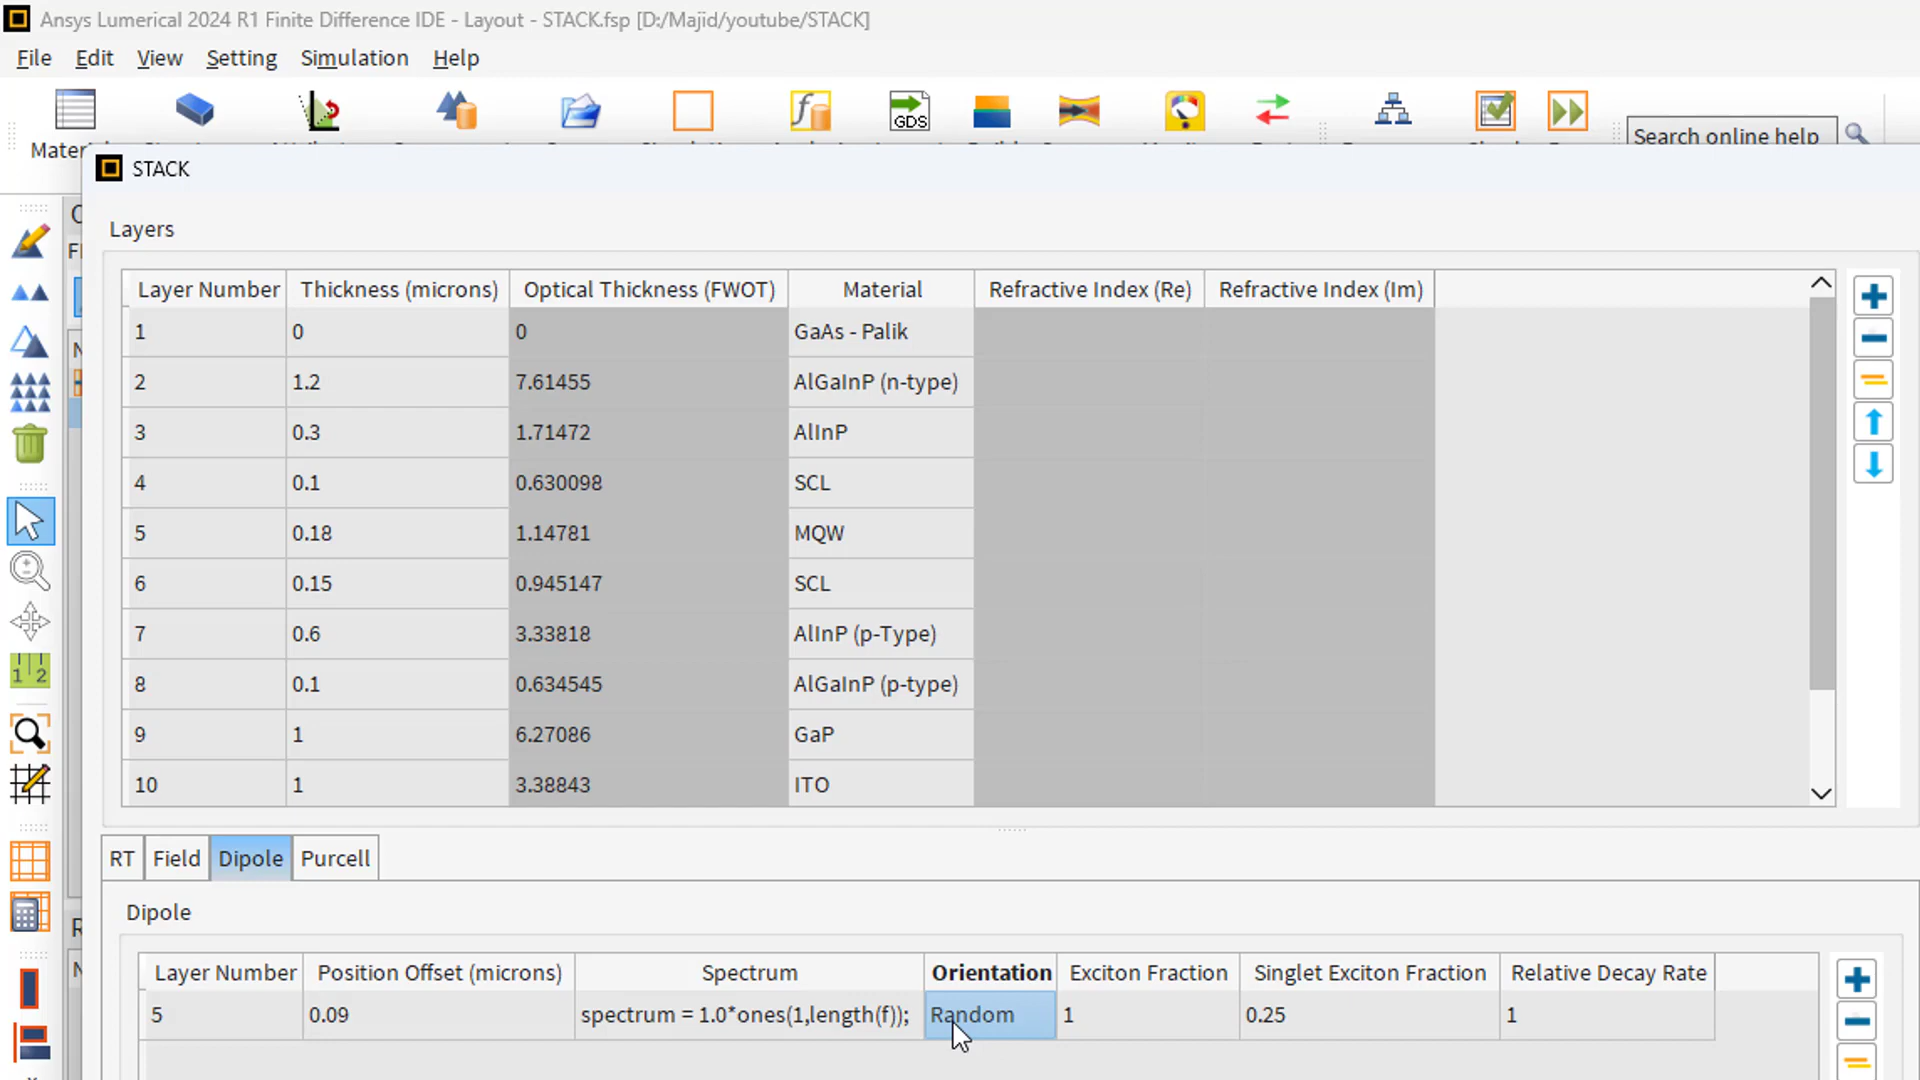 Ansys Lumerical 2024 R1 Finite Difference IDE - Layout - STACK.fsp [D:/Majid/youtube/STACK]
File Edit View Setting Simulation Help
GDS
Search online help
STACK
Layers
Layer Number Thickness (microns) Optical Thickness (FWOT) Material Refractive Index (Re) Refractive Index (Im)
1 0 0 GaAs - Palik
2 1.2 7.61455 AlGaInP (n-type)
3 0.3 1.71472 AlInP
4 0.1 0.630098 SCL
5 0.18 1.14781 MQW
6 0.15 0.945147 SCL
7 0.6 3.33818 AlInP (p-Type)
8 0.1 0.634545 AlGaInP (p-type)
9 1 6.27086 GaP
10 1 3.38843 ITO
RT Field Dipole Purcell
Dipole
Layer Number Position Offset (microns) Spectrum Orientation Exciton Fraction Singlet Exciton Fraction Relative Decay Rate
5 0.09 spectrum = 1.0*ones(1,length(f)); Random 1 0.25 1